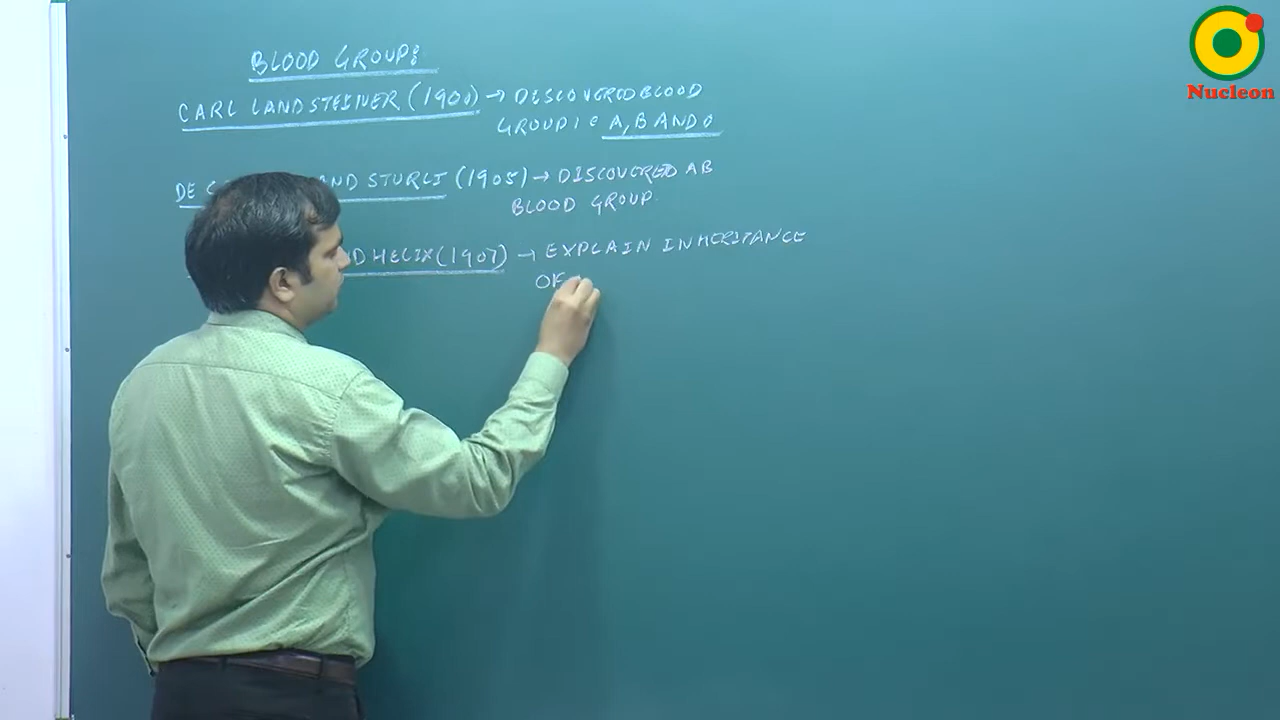 BLOOD GROUP:
CARL LANDSTEINER (1900) → DISCOVERED BLOOD
GROUP i e A, B AND O
DE AND STURLI (1905) → DISCOVERED AB
BLOOD GROUP.
HELIX (1907) → EXPLAIN INHERITANCE
OF
Nucleon